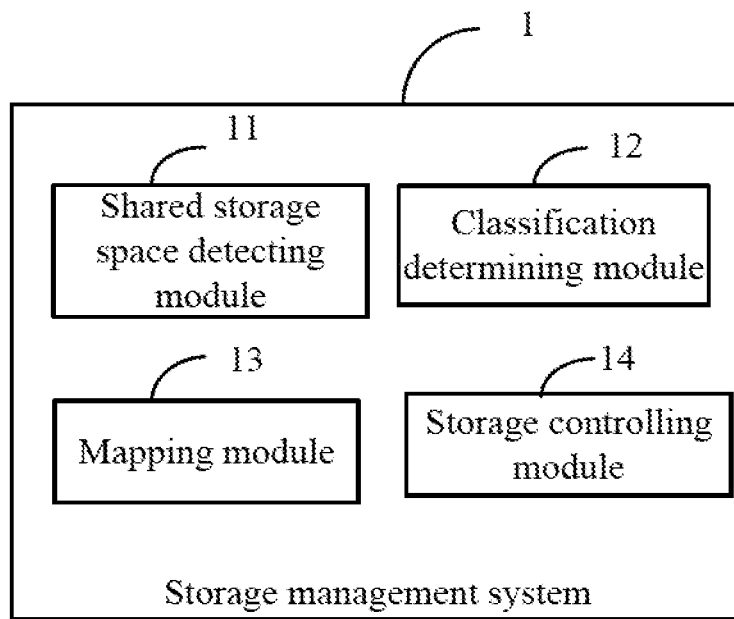 1
11
Shared storage
space detecting
module
12
Classification
determining module
13
Mapping module
14
Storage controlling
module
Storage management system